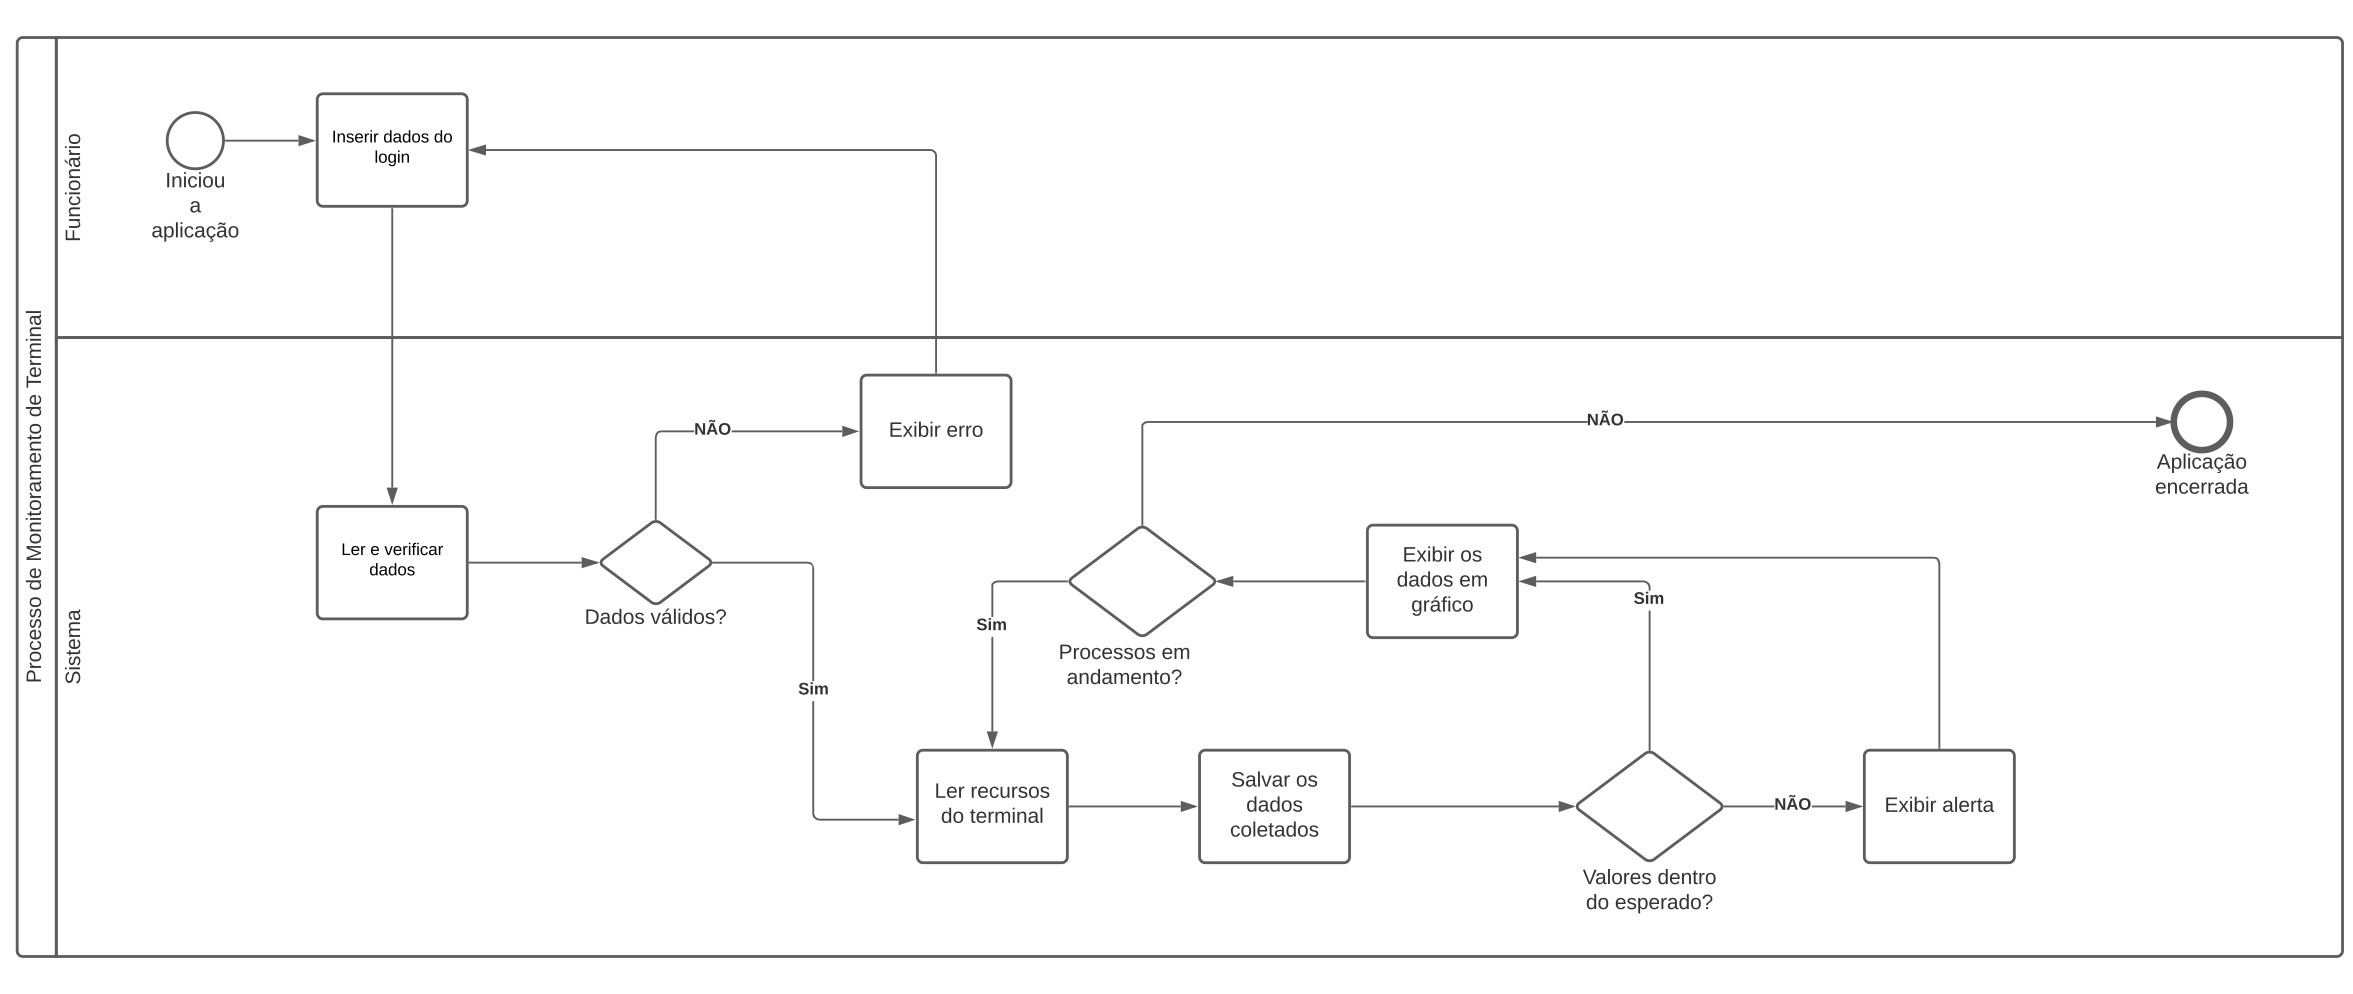 Processo de Monitoramento de Terminal
Funcionário
Iniciou
a
aplicação
Inserir dados do
login
Sistema
Ler e verificar
dados
Dados válidos?
NÃO
Exibir erro
Sim
Ler recursos
do terminal
Salvar os
dados
coletados
Valores dentro
do esperado?
NÃO
Exibir alerta
Sim
Exibir os
dados em
gráfico
Processos em
andamento?
Sim
NÃO
Aplicação
encerrada